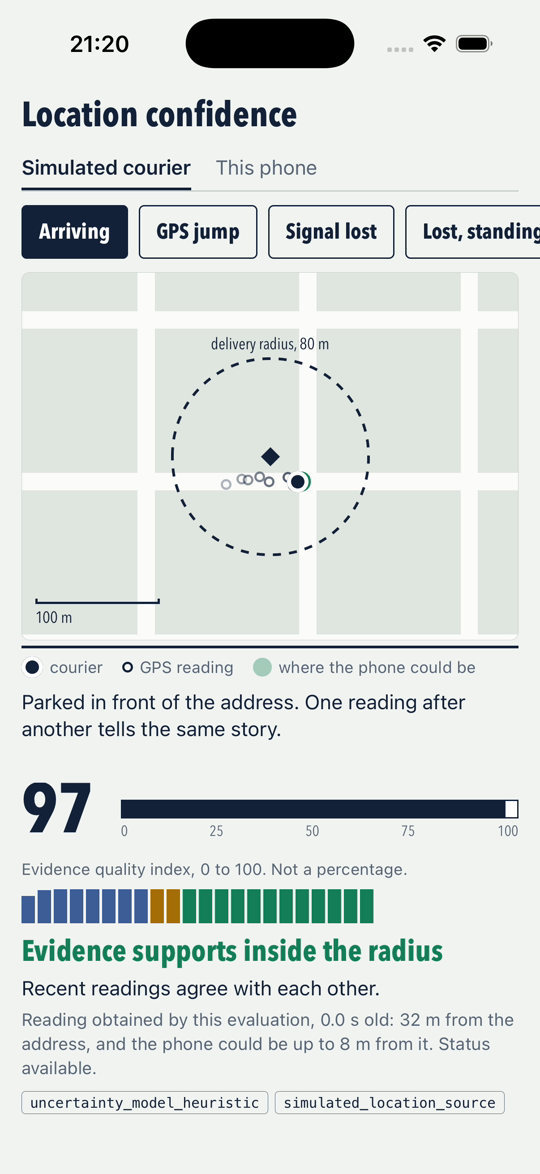 21:20
Location confidence
Simulated courier This phone
Arriving GPS jump Signal lost Lost, standing
delivery radius, 80 m
100 m
courier GPS reading where the phone could be
Parked in front of the address. One reading after
another tells the same story.
97
0 25 50 75 100
Evidence quality index, 0 to 100. Not a percentage.
Evidence supports inside the radius
Recent readings agree with each other.
Reading obtained by this evaluation, 0.0 s old: 32 m from the
address, and the phone could be up to 8 m from it. Status
available.
uncertainty_model_heuristic simulated_location_source